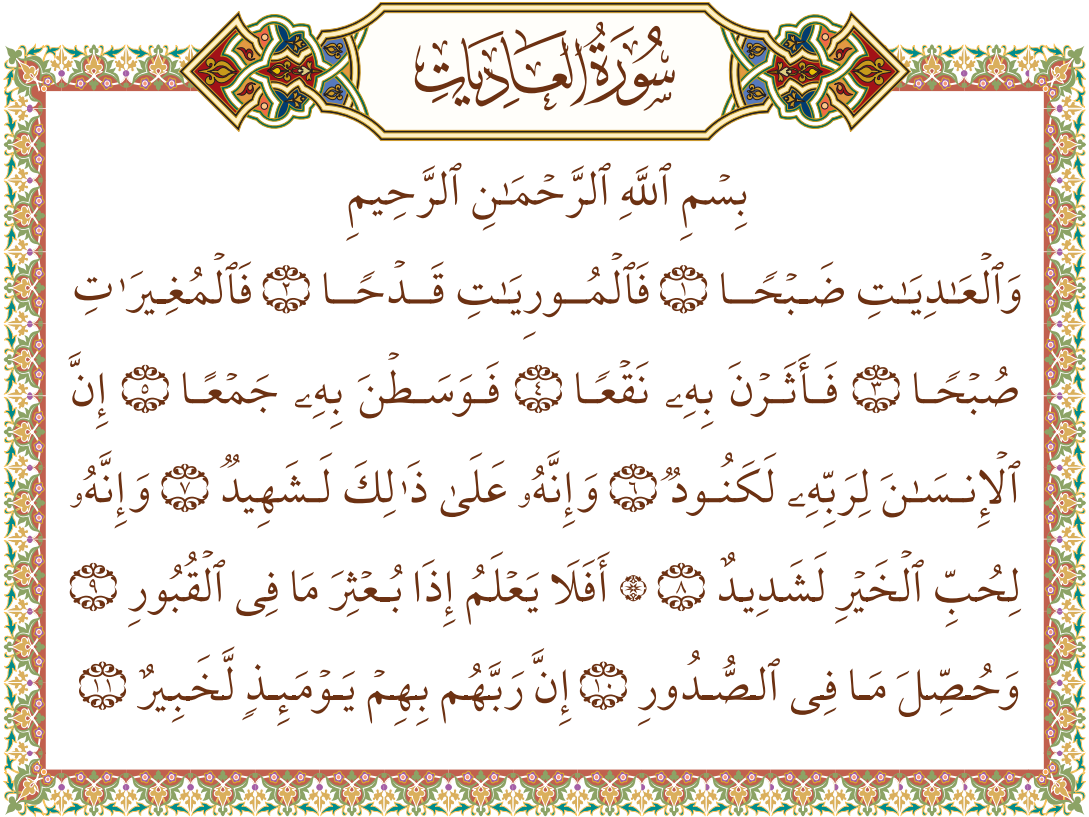 سُورَةُ العَادِيَاتِ
بِسْمِ ٱللَّهِ ٱلرَّحْمَٰنِ ٱلرَّحِيمِ
وَٱلْعَٰدِيَٰتِ ضَبْحًا ١ فَٱلْمُورِيَٰتِ قَدْحًا ٢ فَٱلْمُغِيرَٰتِ
صُبْحًا ٣ فَأَثَرْنَ بِهِۦ نَقْعًا ٤ فَوَسَطْنَ بِهِۦ جَمْعًا ٥ إِنَّ
ٱلْإِنسَٰنَ لِرَبِّهِۦ لَكَنُودٌ ٦ وَإِنَّهُۥ عَلَىٰ ذَٰلِكَ لَشَهِيدٌ ٧ وَإِنَّهُۥ
لِحُبِّ ٱلْخَيْرِ لَشَدِيدٌ ٨ ۞ أَفَلَا يَعْلَمُ إِذَا بُعْثِرَ مَا فِى ٱلْقُبُورِ ٩
وَحُصِّلَ مَا فِى ٱلصُّدُورِ ١٠ إِنَّ رَبَّهُم بِهِمْ يَوْمَئِذٍ لَّخَبِيرٌ ١١